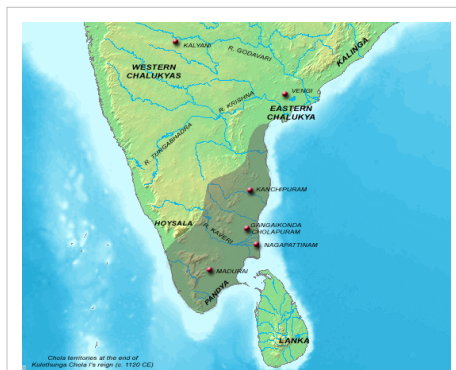 KALYANI
R. GODAVARI
KALINGA
WESTERN
CHALUKYAS
VENGI
R. KRISHNA
EASTERN
CHALUKYA
R. TUNGABHADRA
KANCHIPURAM
HOYSALA
R. KAVERI
GANGAIKONDA
CHOLAPURAM
NAGAPATTINAM
MADURAI
PANDYA
LANKA
Chola territories at the end of
Kulothunga Chola I's reign (c. 1120 CE)